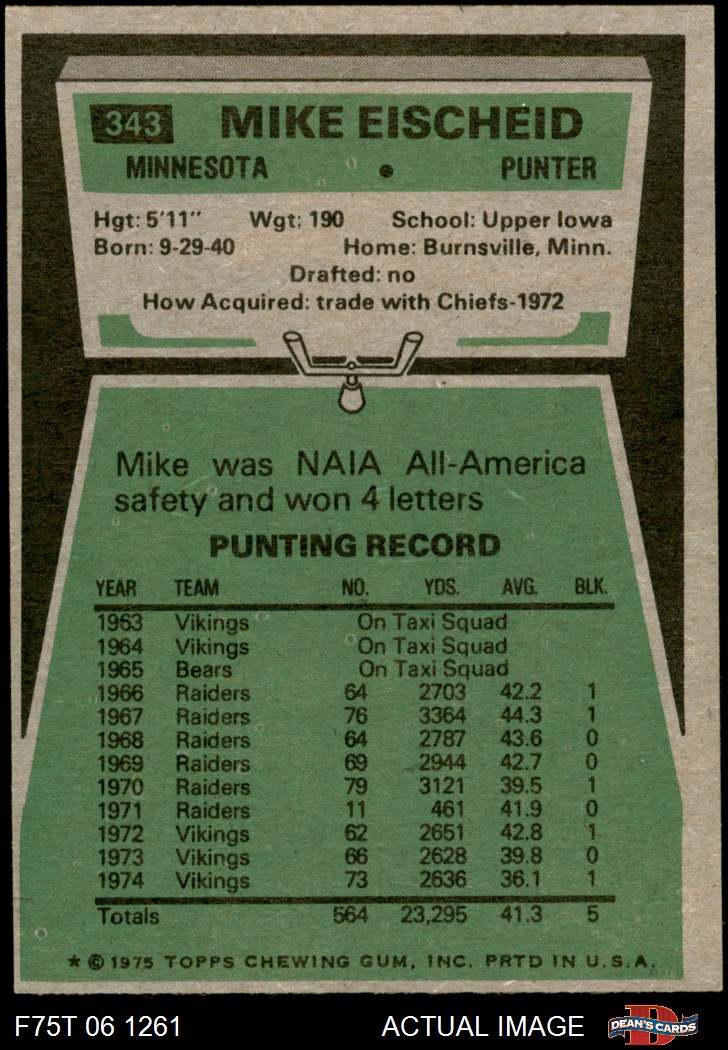 343 MIKE EISCHEID
MINNESOTA • PUNTER
Hgt: 5'11" Wgt: 190 School: Upper Iowa
Born: 9-29-40 Home: Burnsville, Minn.
Drafted: no
How Acquired: trade with Chiefs-1972
Mike was NAIA All-America
safety and won 4 letters
PUNTING RECORD
YEAR TEAM NO. YDS. AVG. BLK.
1963 Vikings On Taxi Squad
1964 Vikings On Taxi Squad
1965 Bears On Taxi Squad
1966 Raiders 64 2703 42.2 1
1967 Raiders 76 3364 44.3 1
1968 Raiders 64 2787 43.6 0
1969 Raiders 69 2944 42.7 0
1970 Raiders 79 3121 39.5 1
1971 Raiders 11 461 41.9 0
1972 Vikings 62 2651 42.8 1
1973 Vikings 66 2628 39.8 0
1974 Vikings 73 2636 36.1 1
Totals 564 23,295 41.3 5
* © 1975 TOPPS CHEWING GUM, INC. PRTD IN U.S.A.
F75T 06 1261 ACTUAL IMAGE D DEAN'S CARDS